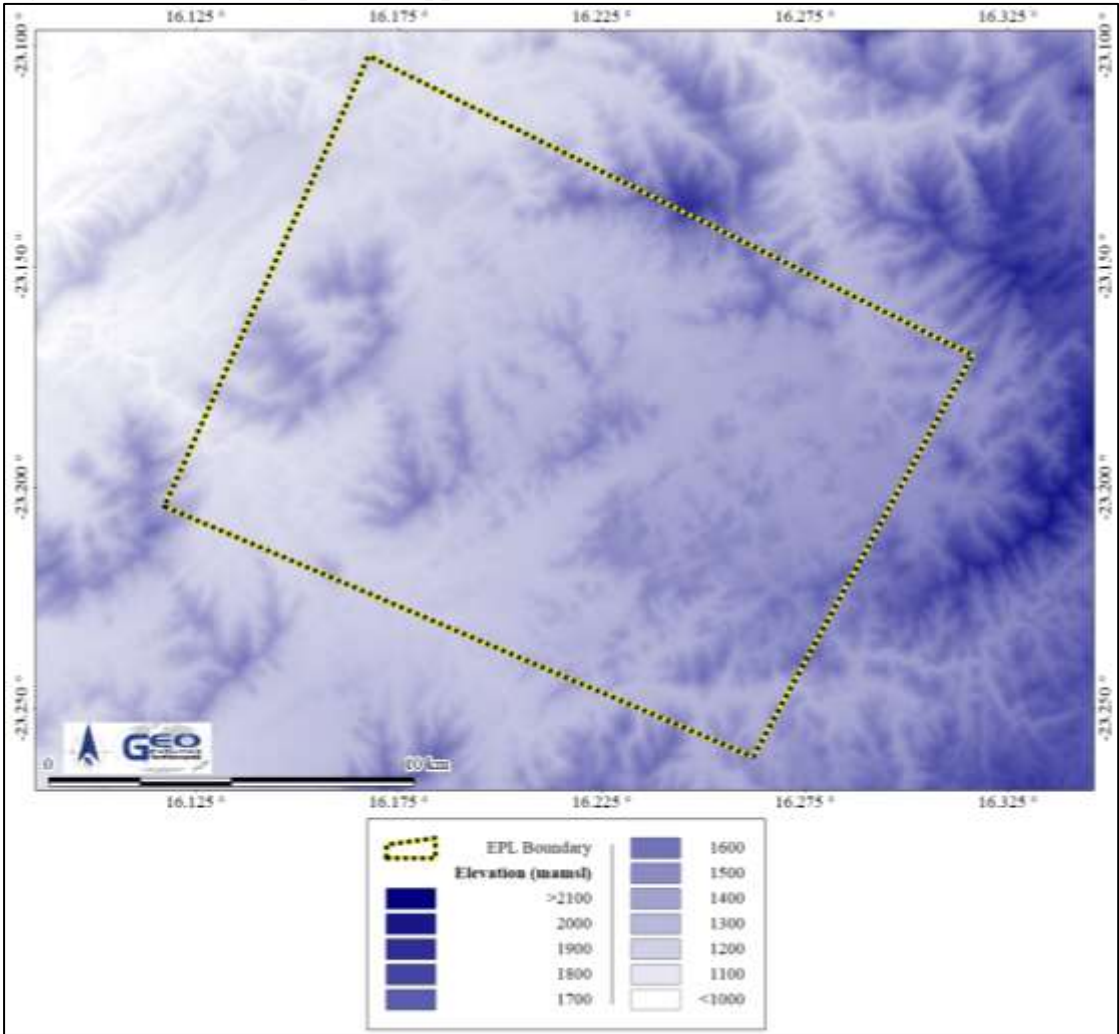 16.125 ° 16.175 ° 16.225 ° 16.275 ° 16.325 °
-23.100 ° -23.100 °
-23.150 ° -23.150 °
-23.200 ° -23.200 °
-23.250 ° -23.250 °
GEO
0 10 km
16.125 ° 16.175 ° 16.225 ° 16.275 ° 16.325 °
EPL Boundary 1600
Elevation (mamsl) 1500
>2100 1400
2000 1300
1900 1200
1800 1100
1700 <1000